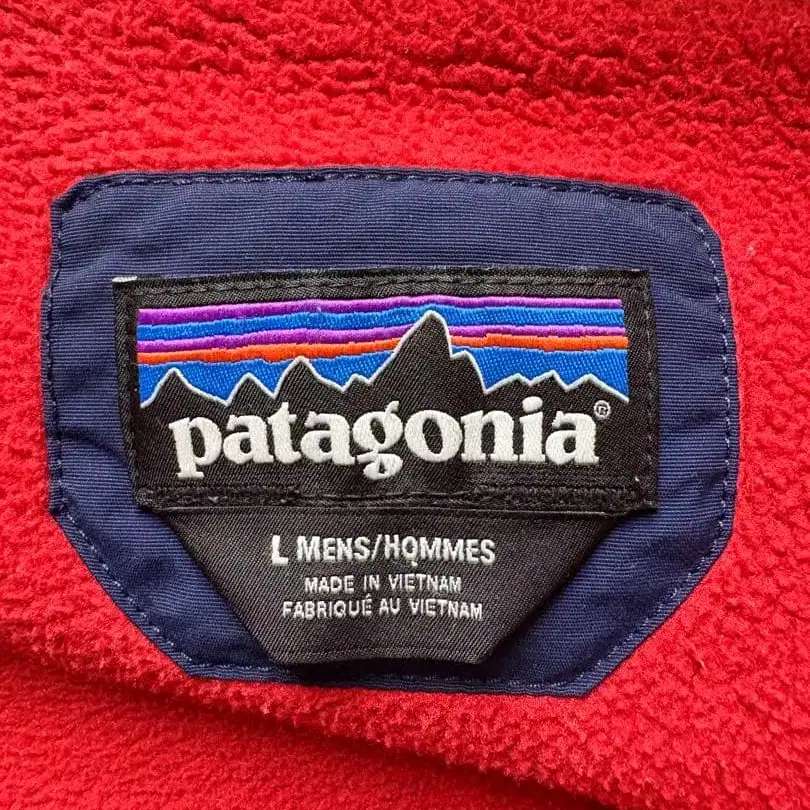 patagonia®
L MENS/HOMMES
MADE IN VIETNAM
FABRIQUÉ AU VIETNAM